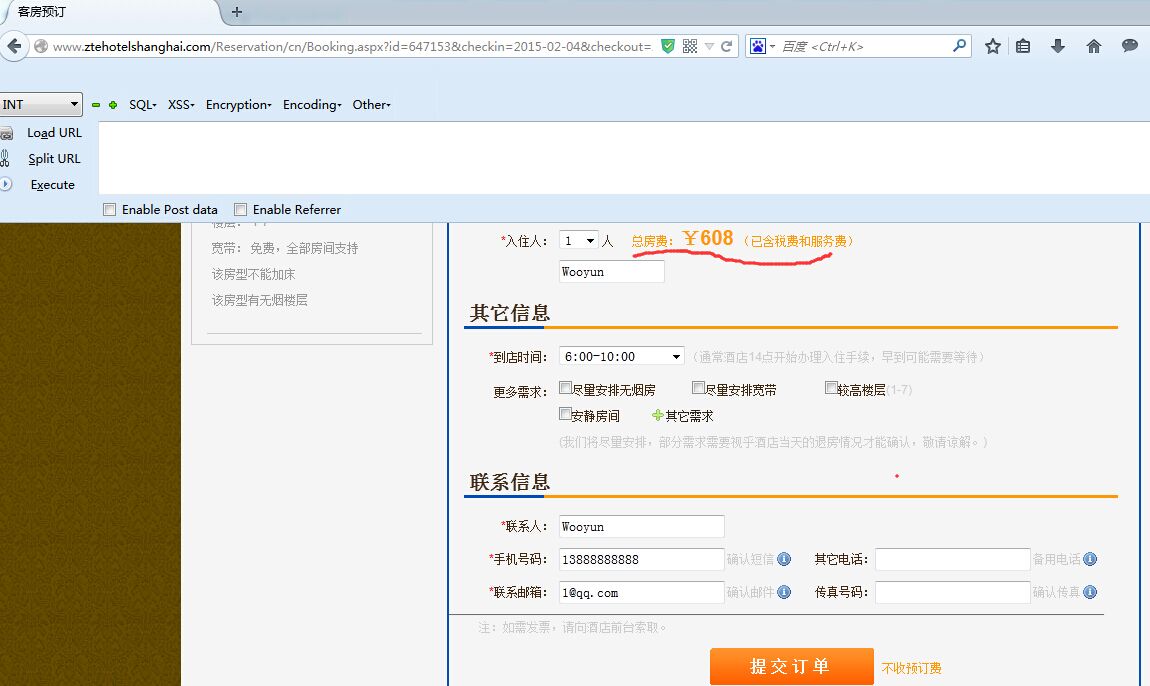 客房预订
www.ztehotelshanghai.com/Reservation/cn/Booking.aspx?id=647153&checkin=2015-02-04&checkout=
百度 <Ctrl+K>
INT SQL XSS Encryption Encoding Other
Load URL
Split URL
Execute
Enable Post data Enable Referrer
宽带: 免费，全部房间支持
该房型不能加床
该房型有无烟楼层
*入住人: 1 人 总房费: ¥608 (已含税费和服务费)
Wooyun
其它信息
*到店时间: 6:00-10:00 (通常酒店14点开始办理入住手续，早到可能需要等待)
更多需求: 尽量安排无烟房 尽量安排宽带 较高楼层(1-7)
安静房间 其它需求
(我们将尽量安排，部分需求需要视乎酒店当天的退房情况才能确认，敬请谅解。)
联系信息
*联系人: Wooyun
*手机号码: 13888888888 确认短信 其它电话: 备用电话
*联系邮箱: 1@qq.com 确认邮件 传真号码: 确认传真
注: 如需发票，请向酒店前台索取。
提交订单 不收预订费